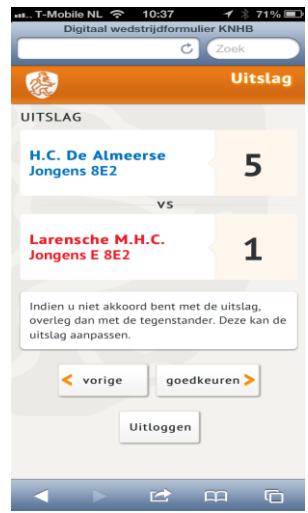 T-Mobile NL 10:37 71%
Digitaal wedstrijdformulier KNHB
Zoek
Uitslag
UITSLAG
H.C. De Almeerse
Jongens 8E2
5
vs
Larensche M.H.C.
Jongens E 8E2
1
Indien u niet akkoord bent met de uitslag,
overleg dan met de tegenstander. Deze kan de
uitslag aanpassen.
vorige goedkeuren
Uitloggen